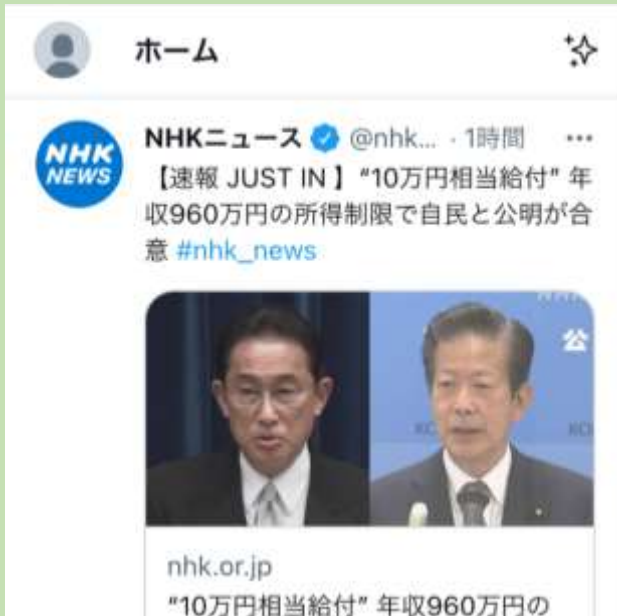 ホーム
NHK NEWS
NHKニュース @nhk... · 1時間 ...
【速報 JUST IN 】“10万円相当給付” 年
収960万円の所得制限で自民と公明が合
意 #nhk_news
公
nhk.or.jp
“10万円相当給付” 年収960万円の